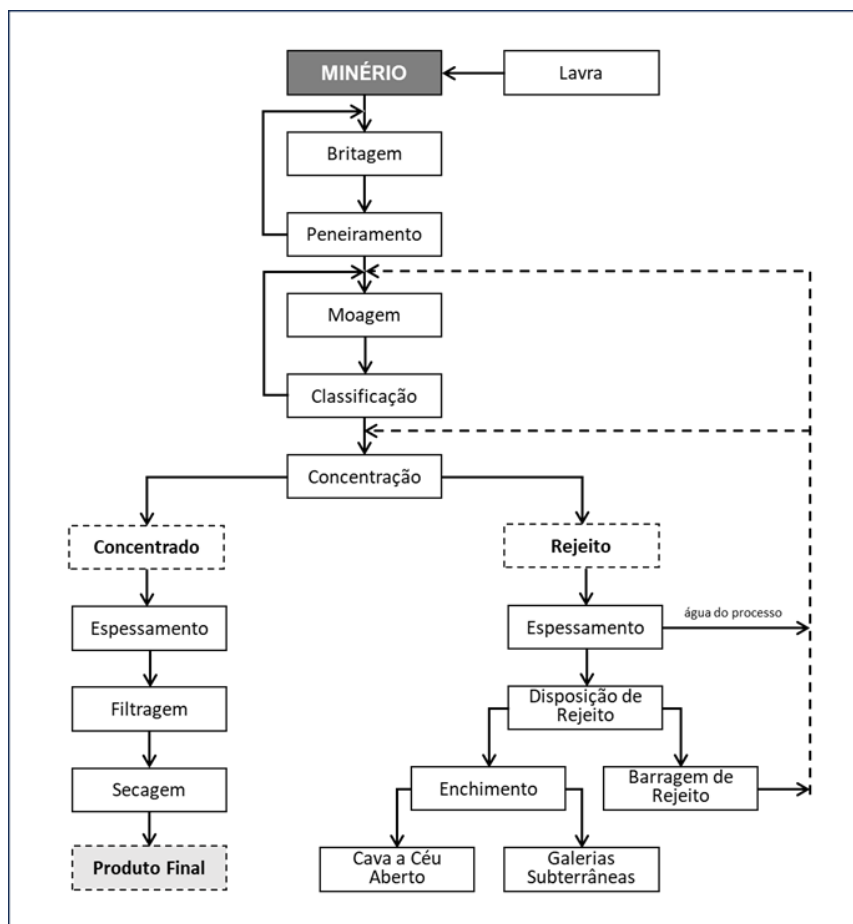 MINÉRIO
Lavra
Britagem
Peneiramento
Moagem
Classificação
Concentração
Concentrado
Rejeito
Espessamento
Espessamento
água do processo
Filtragem
Disposição de
Rejeito
Secagem
Enchimento
Barragem de
Rejeito
Produto Final
Cava a Céu
Aberto
Galerias
Subterrâneas